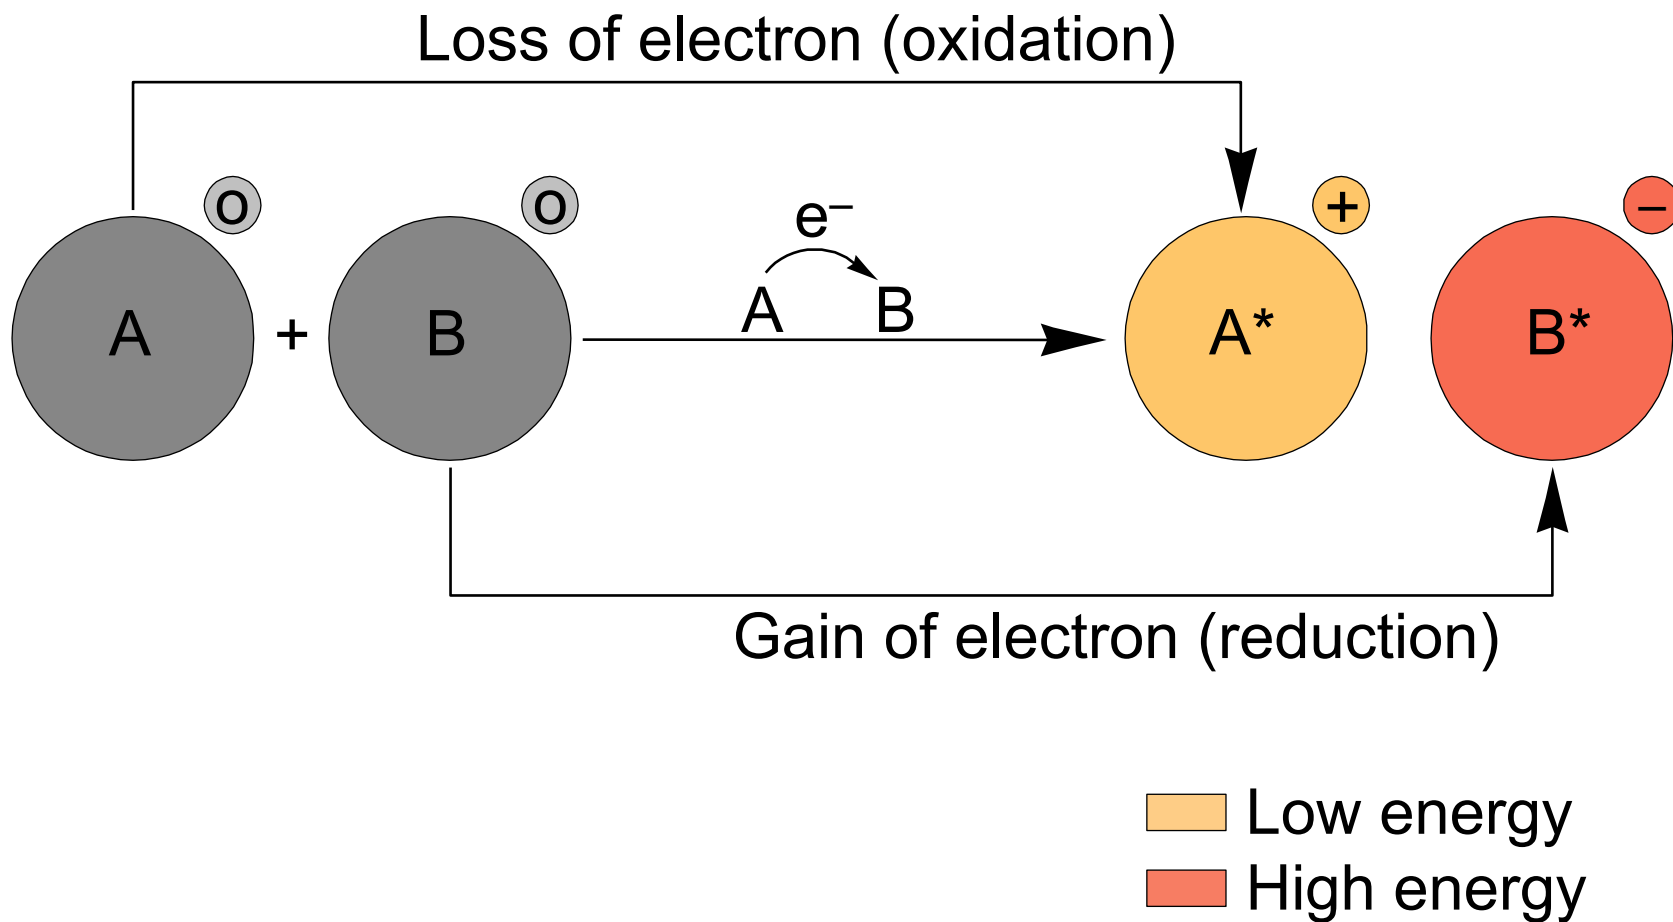 Loss of electron (oxidation)
o
o
e–
+
–
A
+
B
A
B
A*
B*
Gain of electron (reduction)
Low energy
High energy